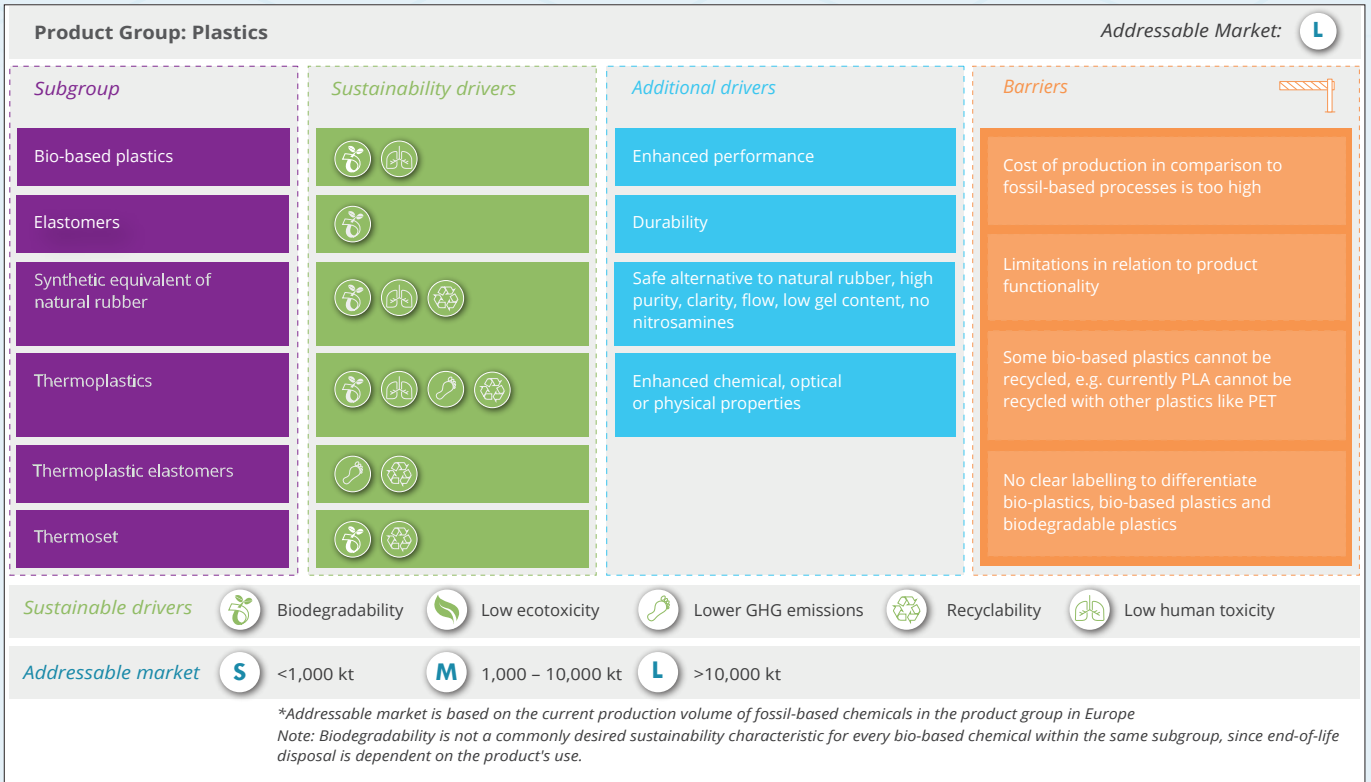 Product Group: Plastics
Addressable Market:
L
Subgroup
Sustainability drivers
Additional drivers
Barriers
Bio-based plastics
Enhanced performance
Elastomers
Durability
Synthetic equivalent of
natural rubber
Safe alternative to natural rubber, high
purity, clarity, flow, low gel content, no
nitrosamines
Thermoplastics
Enhanced chemical, optical
or physical properties
Thermoplastic elastomers
Thermoset
Cost of production in comparison to
fossil-based processes is too high
Limitations in relation to product
functionality
Some bio-based plastics cannot be
recycled, e.g. currently PLA cannot be
recycled with other plastics like PET
No clear labelling to differentiate
bio-plastics, bio-based plastics and
biodegradable plastics
Sustainable drivers
Biodegradability
Low ecotoxicity
Lower GHG emissions
Recyclability
Low human toxicity
Addressable market
S
<1,000 kt
M
1,000 – 10,000 kt
L
>10,000 kt
*Addressable market is based on the current production volume of fossil-based chemicals in the product group in Europe
Note: Biodegradability is not a commonly desired sustainability characteristic for every bio-based chemical within the same subgroup, since end-of-life
disposal is dependent on the product's use.